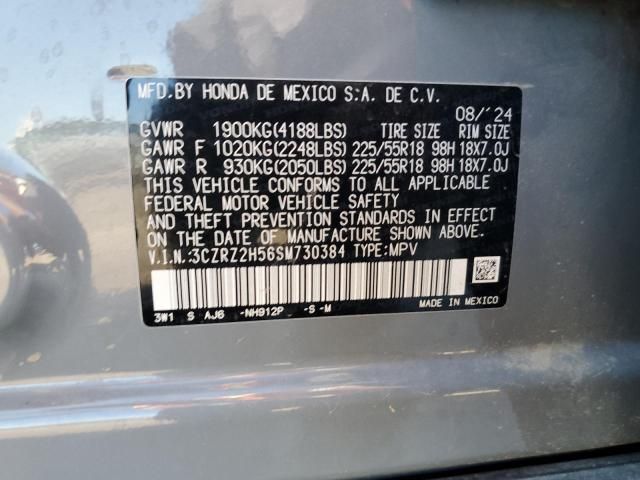 MFD.BY HONDA DE MEXICO S.A. DE C.V.
08/'24
GVWR 1900KG(4188LBS) TIRE SIZE RIM SIZE
GAWR F 1020KG(2248LBS) 225/55R18 98H 18X7.0J
GAWR R 930KG(2050LBS) 225/55R18 98H 18X7.0J
THIS VEHICLE CONFORMS TO ALL APPLICABLE
FEDERAL MOTOR VEHICLE SAFETY
AND THEFT PREVENTION STANDARDS IN EFFECT
ON THE DATE OF MANUFACTURE SHOWN ABOVE.
V.I.N.:3CZRZ2H56SM730384 TYPE:MPV
3W1 S AJ6 -NH912P -S -M MADE IN MEXICO